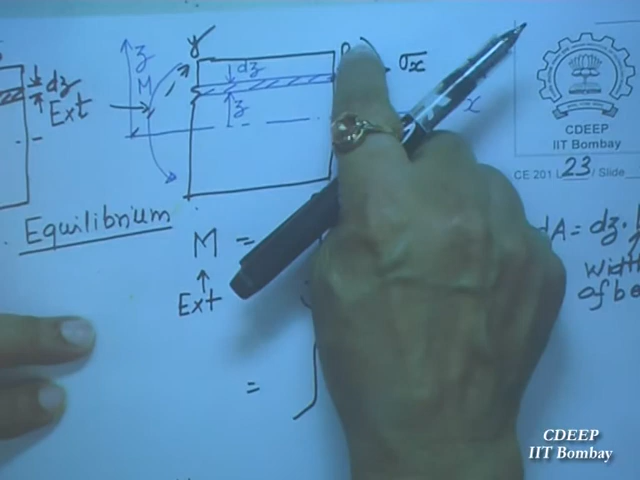 z
M
dz
z
σx
x
dz
Ext
CDEEP
IIT Bombay
CE 201 L 23 / Slide
Equilibrium
M =
Ext
dA = dz.
width
of be
= ∫
CDEEP
IIT Bombay